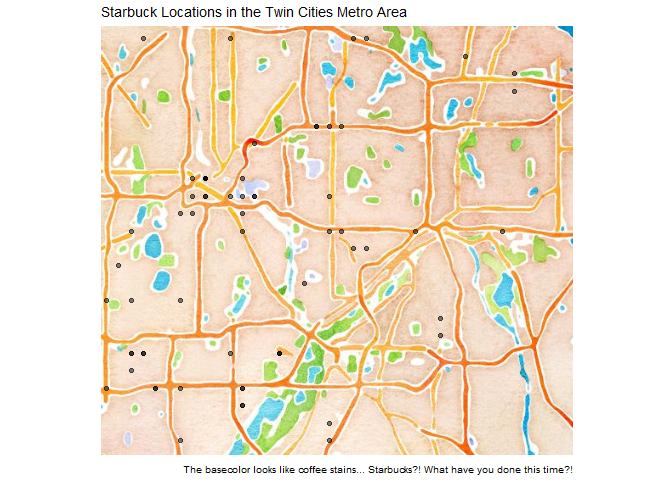 Starbuck Locations in the Twin Cities Metro Area
The basecolor looks like coffee stains... Starbucks?! What have you done this time?!